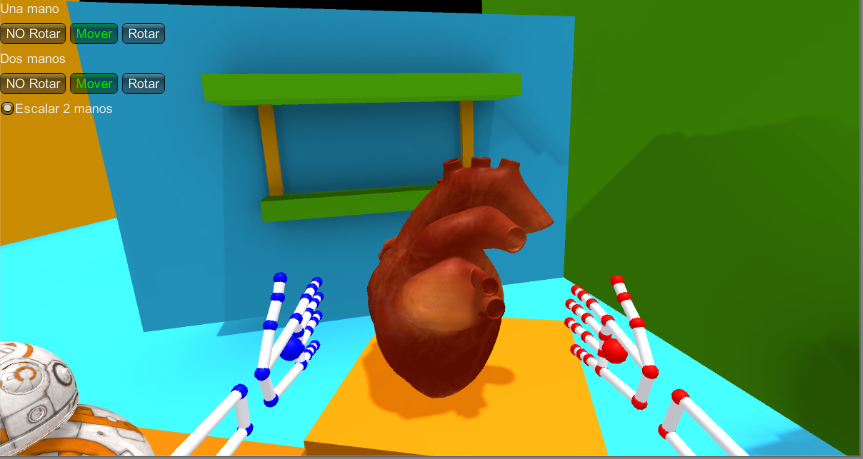 Una mano
NO Rotar Mover Rotar
Dos manos
NO Rotar Mover Rotar
Escalar 2 manos